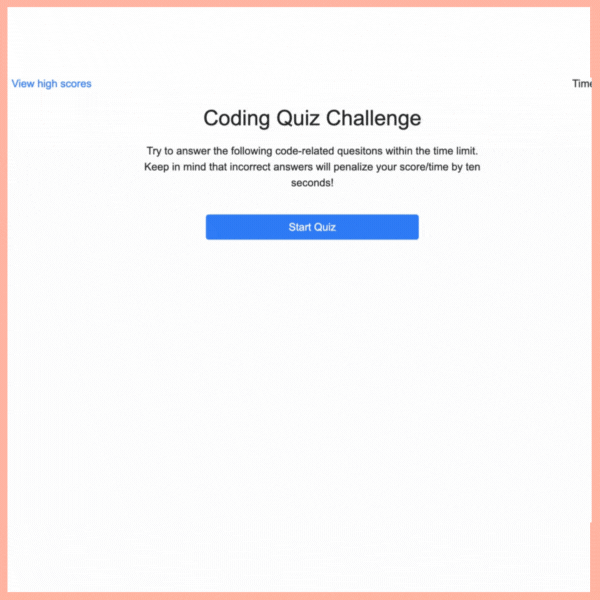 View high scores
Time
Coding Quiz Challenge
Try to answer the following code-related quesitons within the time limit.
Keep in mind that incorrect answers will penalize your score/time by ten
seconds!
Start Quiz